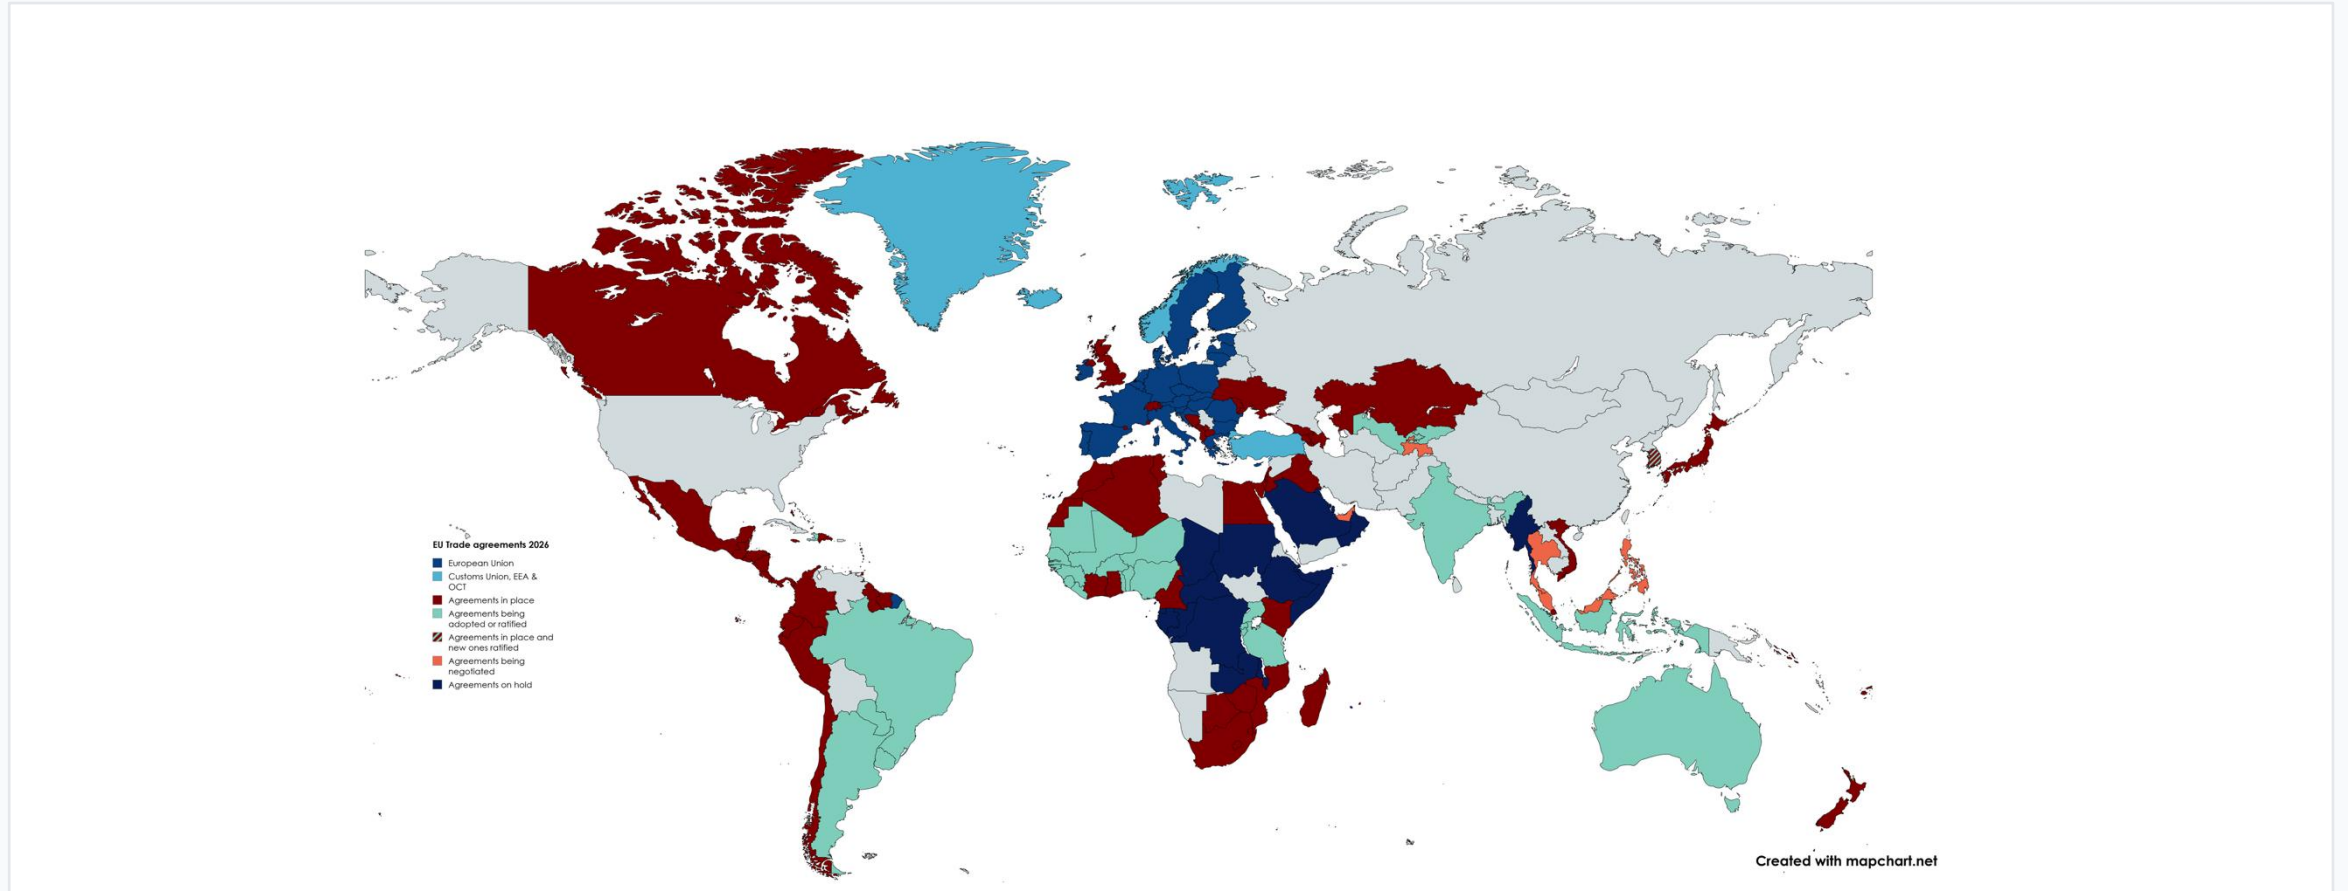 EU Trade agreements 2026
European Union
Customs Union, EEA &
OCT
Agreements in place
Agreements being
adopted or ratified
Agreements in place and
new ones ratified
Agreements being
negotiated
Agreements on hold
Created with mapchart.net